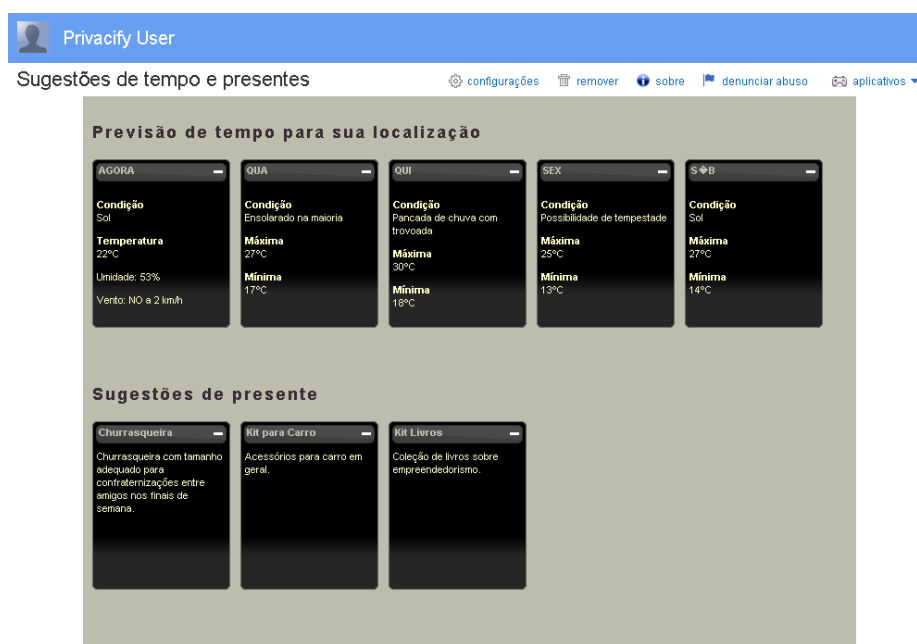 Privacify User
Sugestões de tempo e presentes
configurações remover sobre denunciar abuso aplicativos
Previsão de tempo para sua localização
AGORA
Condição
Sol
Temperatura
22°C
Umidade: 53%
Vento: NO a 2 km/h
QUA
Condição
Ensolarado na maioria
Máxima
27°C
Mínima
17°C
QUI
Condição
Pancada de chuva com
trovoada
Máxima
30°C
Mínima
18°C
SEX
Condição
Possibilidade de tempestade
Máxima
25°C
Mínima
13°C
S�B
Condição
Sol
Máxima
27°C
Mínima
14°C
Sugestões de presente
Churrasqueira
Churrasqueira com tamanho
adequado para
confraternizações entre
amigos nos finais de
semana.
Kit para Carro
Acessórios para carro em
geral.
Kit Livros
Coleção de livros sobre
empreendedorismo.